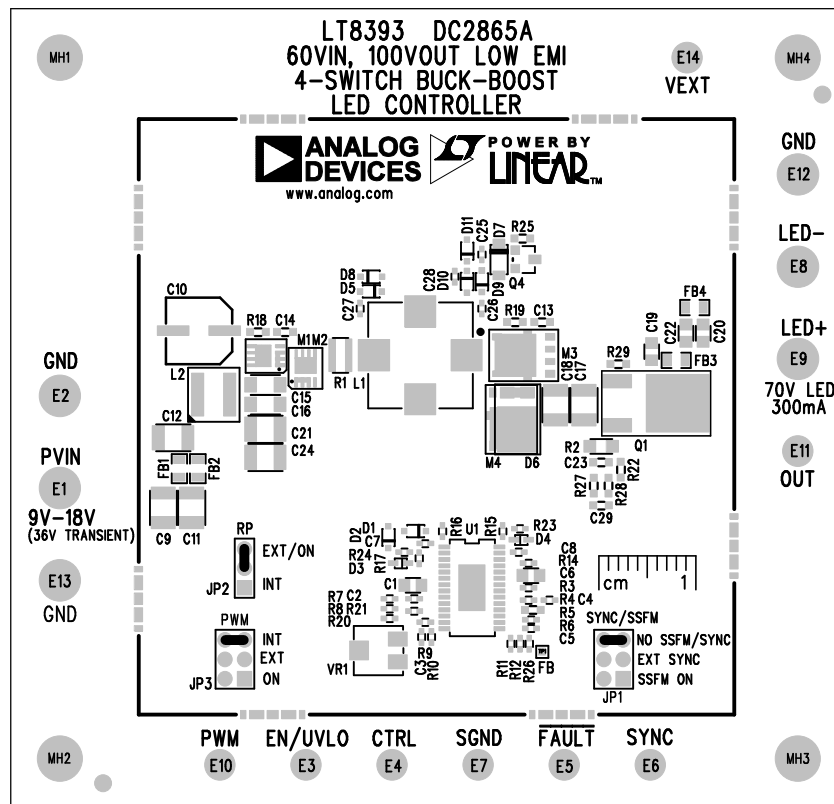 LT8393 DC2865A
60VIN, 100VOUT LOW EMI
4-SWITCH BUCK-BOOST
LED CONTROLLER
MH1
MH4
E14
VEXT
ANALOG
DEVICES
www.analog.com
LT
POWER BY
LINEAR™
GND
E12
LED-
E8
LED+
E9
70V LED
300mA
E11
OUT
GND
E2
PVIN
E1
9V-18V
(36V TRANSIENT)
E13
GND
D11
C25
D7
R25
D10
D9
Q4
C28
D8
D5
C27
C26
C10
R18
C14
M1
M2
R19
C13
M3
FB4
C19
C22
C20
FB3
R29
L2
R1
L1
C15
C16
C18
C17
C12
C21
C24
M4
D6
Q1
R2
C23
R22
R27
R28
C29
FB1
FB2
C9
C11
RP
EXT/ON
INT
JP2
D2
D1
C7
R24
D3
R17
C1
R16
U1
R15
R23
D4
C8
R14
C6
R3
R4
C4
R5
R6
C5
R7
C2
R8
R21
R20
VR1
C3
R9
R10
R11
R12
R26
TP1
FB
cm
1
PWM
INT
EXT
ON
JP3
SYNC/SSFM
NO SSFM/SYNC
EXT SYNC
SSFM ON
JP1
MH2
PWM
E10
EN/UVLO
E3
CTRL
E4
SGND
E7
FAULT
E5
SYNC
E6
MH3